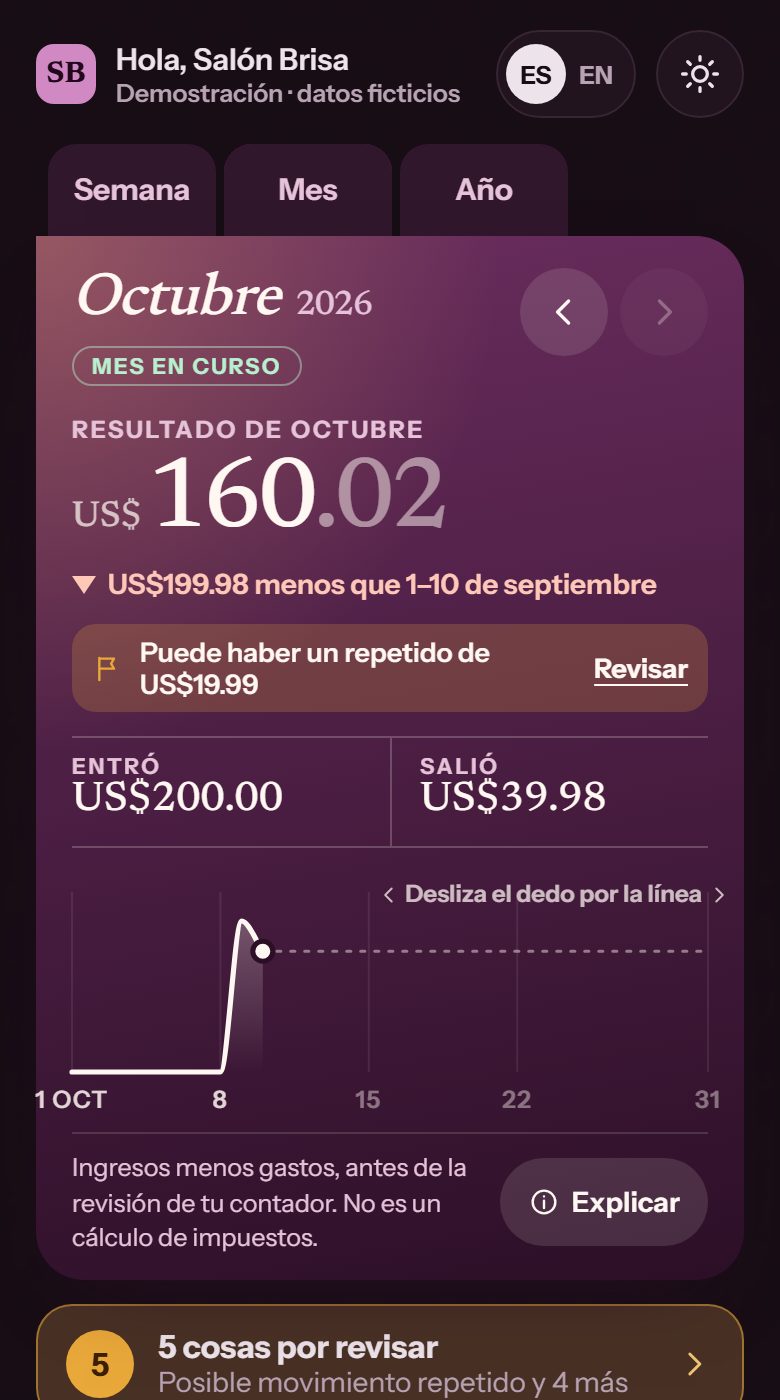 SB
Hola, Salón Brisa
Demostración · datos ficticios
ES EN
Semana Mes Año
Octubre 2026
MES EN CURSO
RESULTADO DE OCTUBRE
US$ 160.02
US$199.98 menos que 1–10 de septiembre
Puede haber un repetido de
US$19.99
Revisar
ENTRÓ
US$200.00
SALIÓ
US$39.98
Desliza el dedo por la línea
1 OCT 8 15 22 31
Ingresos menos gastos, antes de la
revisión de tu contador. No es un
cálculo de impuestos.
Explicar
5
5 cosas por revisar
Posible movimiento repetido y 4 más